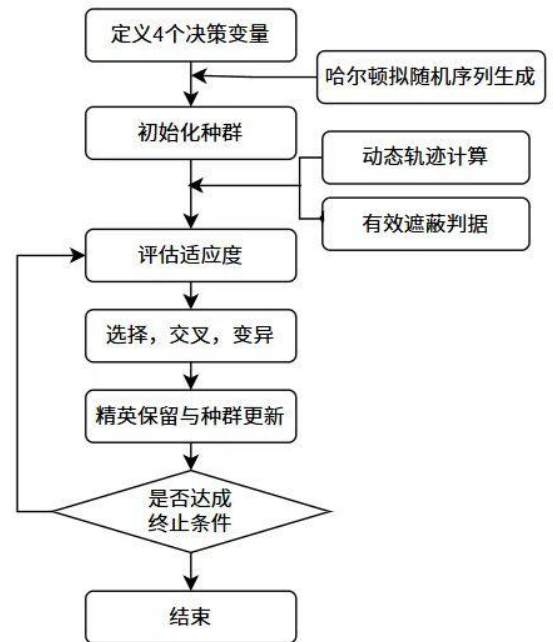 定义4个决策变量
哈尔顿拟随机序列生成
初始化种群
动态轨迹计算
有效遮蔽判据
评估适应度
选择，交叉，变异
精英保留与种群更新
是否达成
终止条件
结束